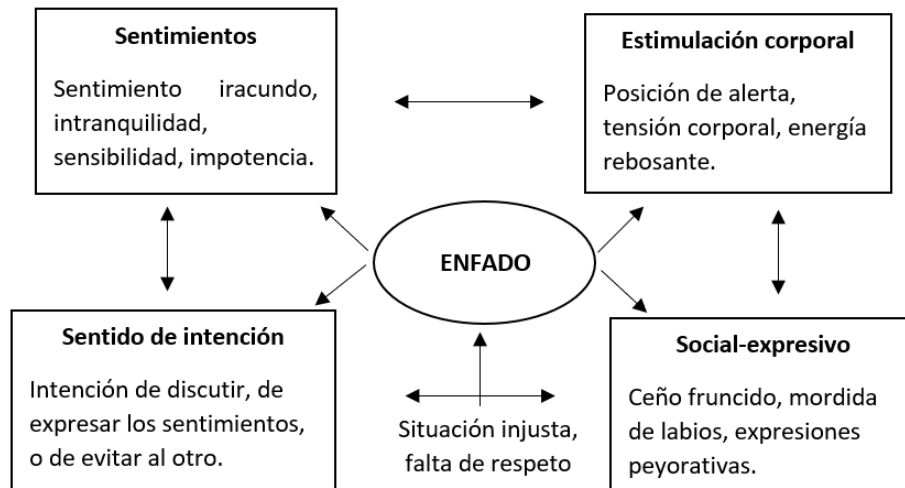 Sentimientos
Sentimiento iracundo,
intranquilidad,
sensibilidad, impotencia.
Estimulación corporal
Posición de alerta,
tensión corporal, energía
rebosante.
ENFADO
Sentido de intención
Intención de discutir, de
expresar los sentimientos,
o de evitar al otro.
Situación injusta,
falta de respeto
Social-expresivo
Ceño fruncido, mordida
de labios, expresiones
peyorativas.